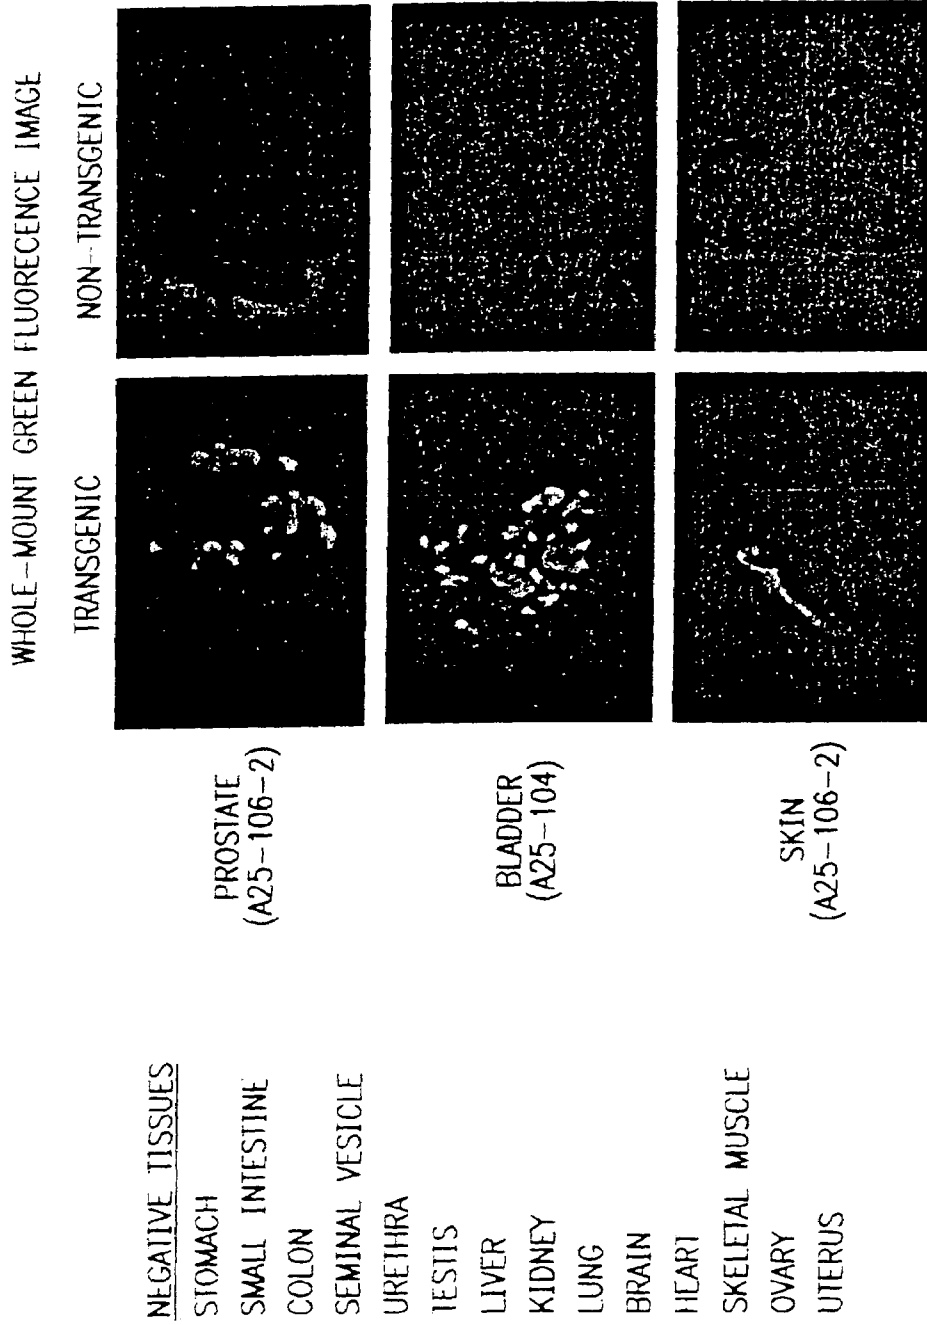 WHOLE-MOUNT GREEN FLUORECENCE IMAGE
TRANSGENIC
NON-TRANSGENIC
PROSTATE
(A25-106-2)
BLADDER
(A25-104)
SKIN
(A25-106-2)
NEGATIVE TISSUES
STOMACH
SMALL INTESTINE
COLON
SEMINAL VESICLE
URETHRA
TESTIS
LIVER
KIDNEY
LUNG
BRAIN
HEART
SKELETAL MUSCLE
OVARY
UTERUS